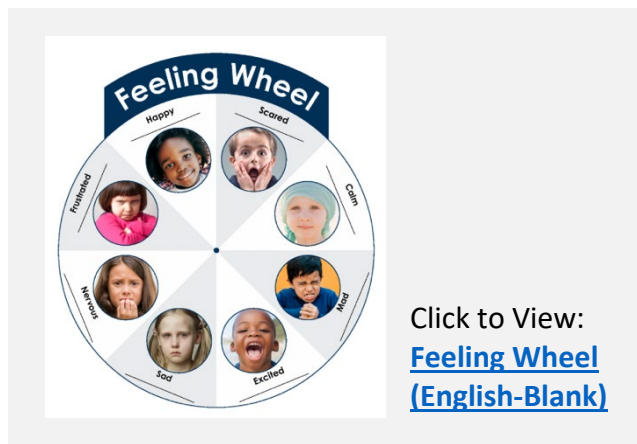 Feeling Wheel
Happy
Scared
Calm
Mad
Excited
Sad
Nervous
Frustrated
Click to View:
Feeling Wheel
(English-Blank)